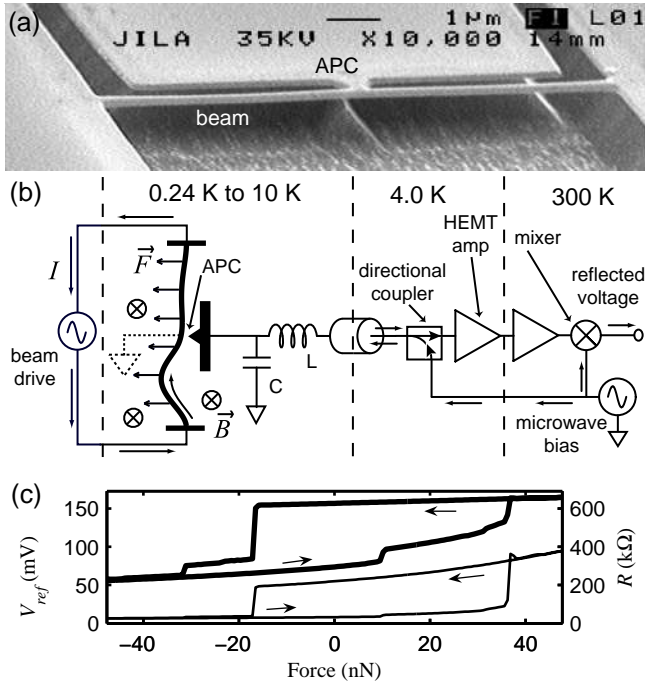 (a)
1µm F1 L01
JILA 35KV X10,000 14mm
APC
beam
(b)
0.24 K to 10 K 4.0 K 300 K
HEMT
amp
mixer
I
F
APC
directional
coupler
reflected
voltage
beam
drive
L
C
B
microwave
bias
(c)
150
100
50
0
V_ref (mV)
600
400
200
0
R (kΩ)
−40 −20 0 20 40
Force (nN)